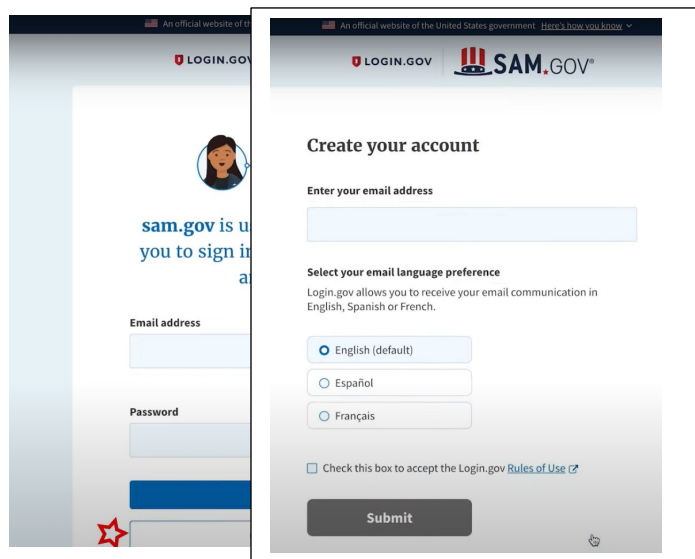 An official website of th
LOGIN.GOV
sam.gov is u
you to sign in
Email address
Password
An official website of the United States government Here's how you know
LOGIN.GOV SAM.GOV®
Create your account
Enter your email address
Select your email language preference
Login.gov allows you to receive your email communication in
English, Spanish or French.
English (default)
Español
Français
Check this box to accept the Login.gov Rules of Use
Submit